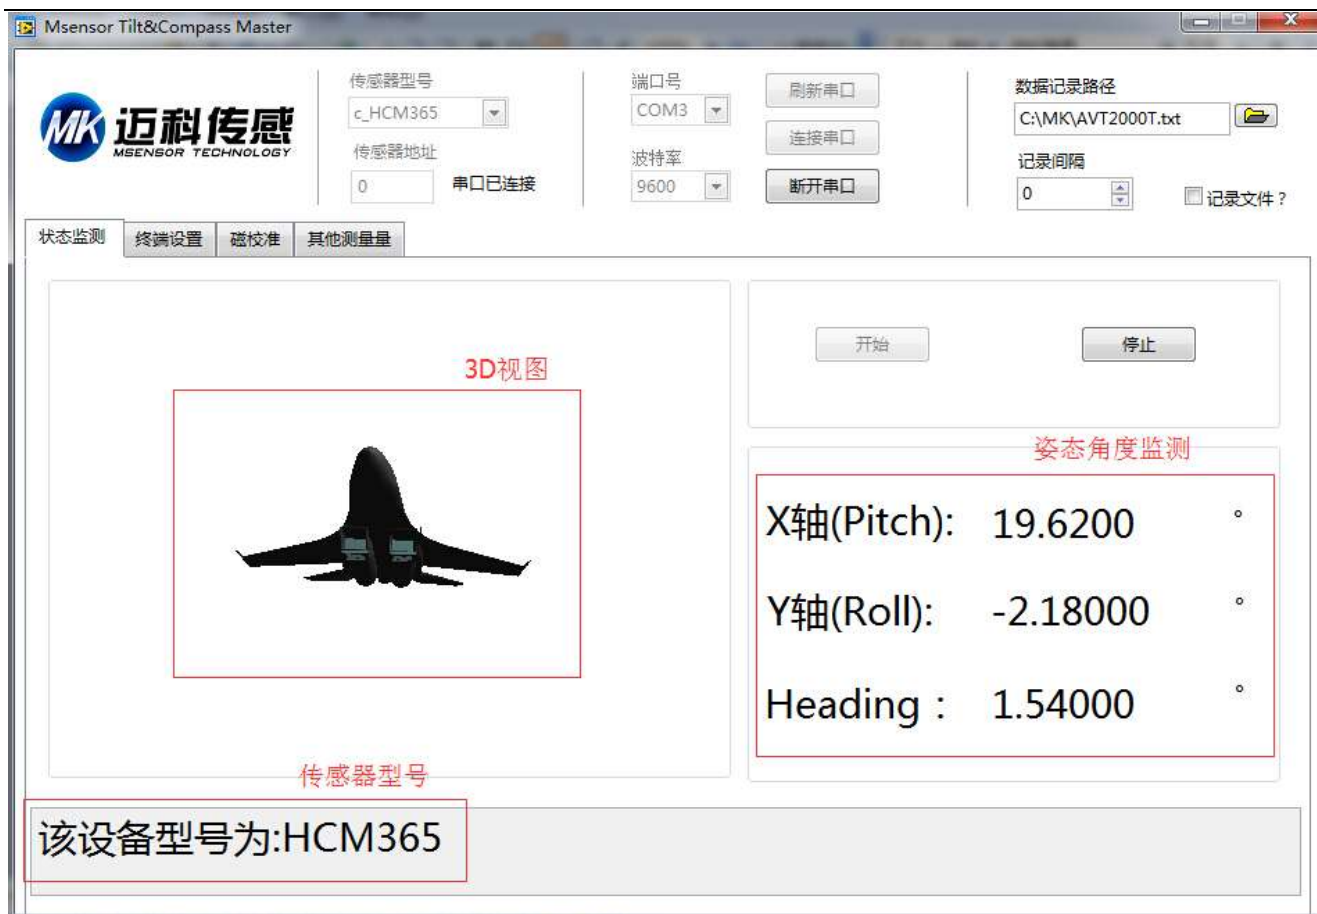 Msensor Tilt&Compass Master
MK 迈科传感
MSENSOR TECHNOLOGY
传感器型号
c_HCM365
传感器地址
0
串口已连接
端口号
COM3
波特率
9600
刷新串口
连接串口
断开串口
数据记录路径
C:\MK\AVT2000T.txt
记录间隔
0
记录文件？
状态监测 终端设置 磁校准 其他测量量
3D视图
开始 停止
姿态角度监测
X轴(Pitch): 19.6200 °
Y轴(Roll): -2.18000 °
Heading： 1.54000 °
传感器型号
该设备型号为:HCM365